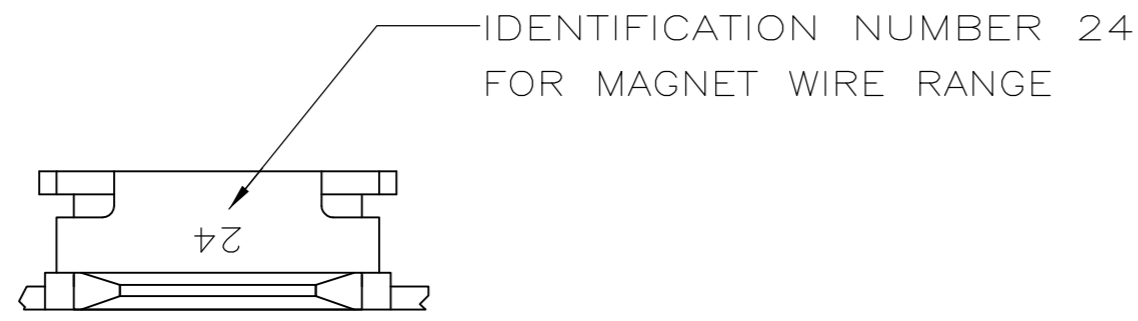 IDENTIFICATION NUMBER 24
FOR MAGNET WIRE RANGE
24